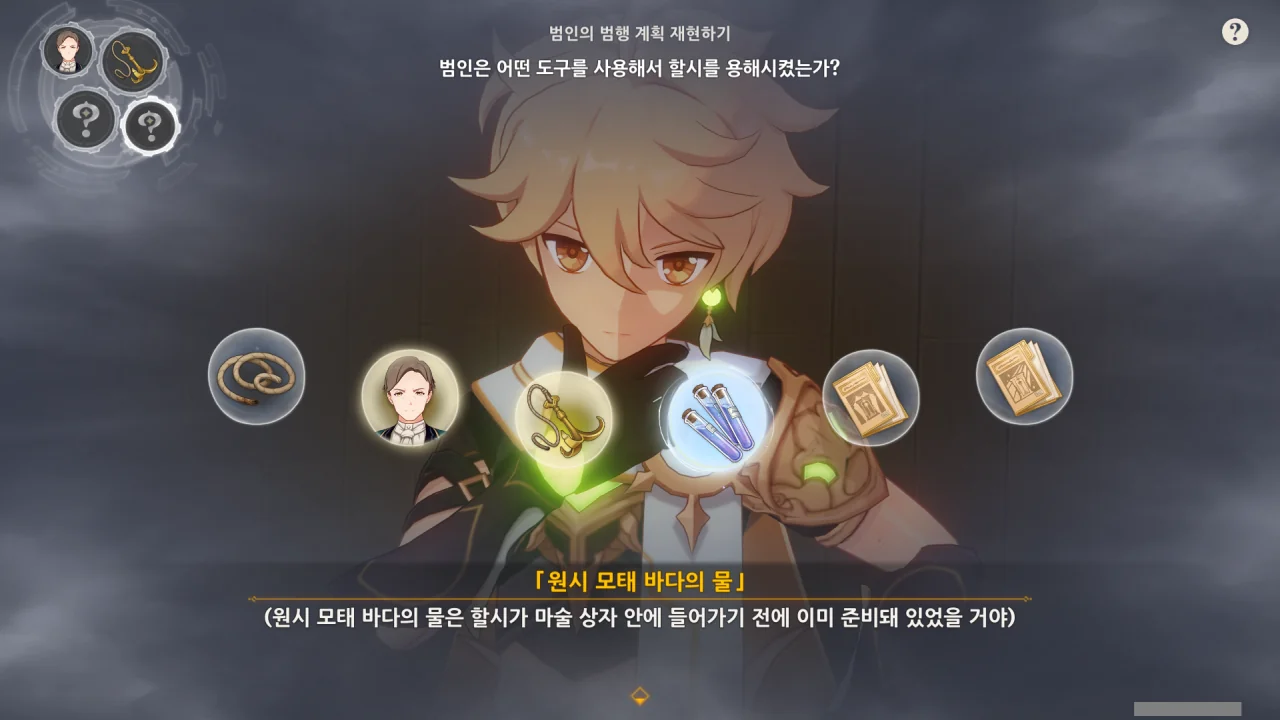 범인의 범행 계획 재현하기
범인은 어떤 도구를 사용해서 할시를 용해시켰는가?
?
?
?
「원시 모태 바다의 물」
(원시 모태 바다의 물은 할시가 마술 상자 안에 들어가기 전에 이미 준비돼 있었을 거야)